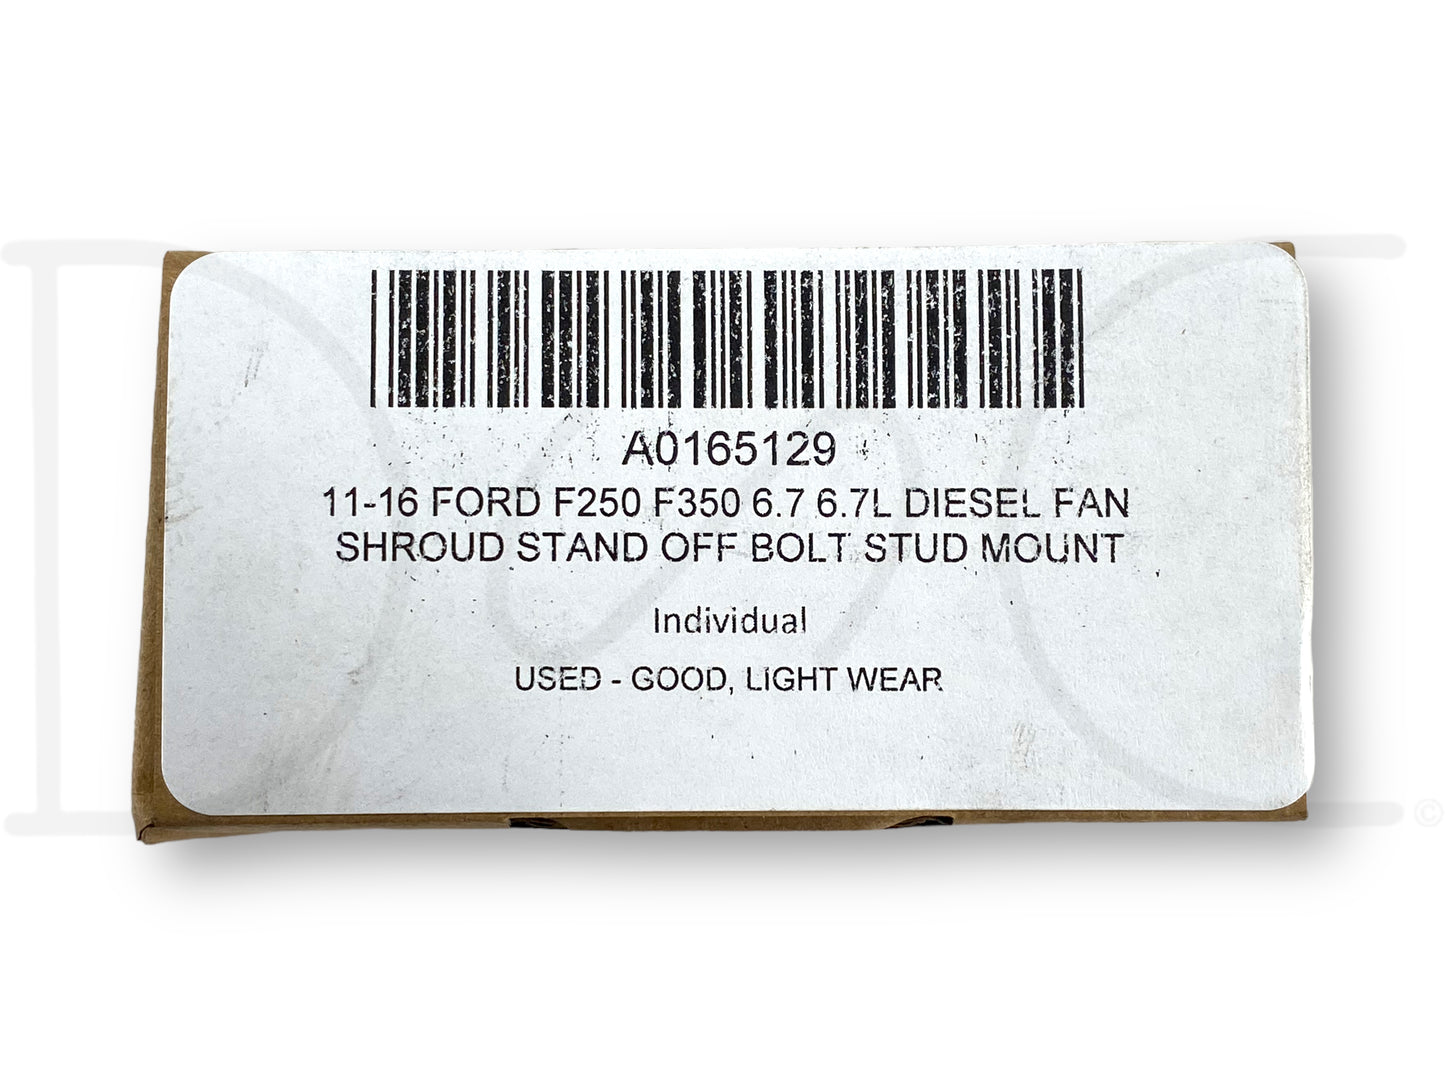 A0165129
11-16 FORD F250 F350 6.7 6.7L DIESEL FAN
SHROUD STAND OFF BOLT STUD MOUNT
Individual
USED - GOOD, LIGHT WEAR
©